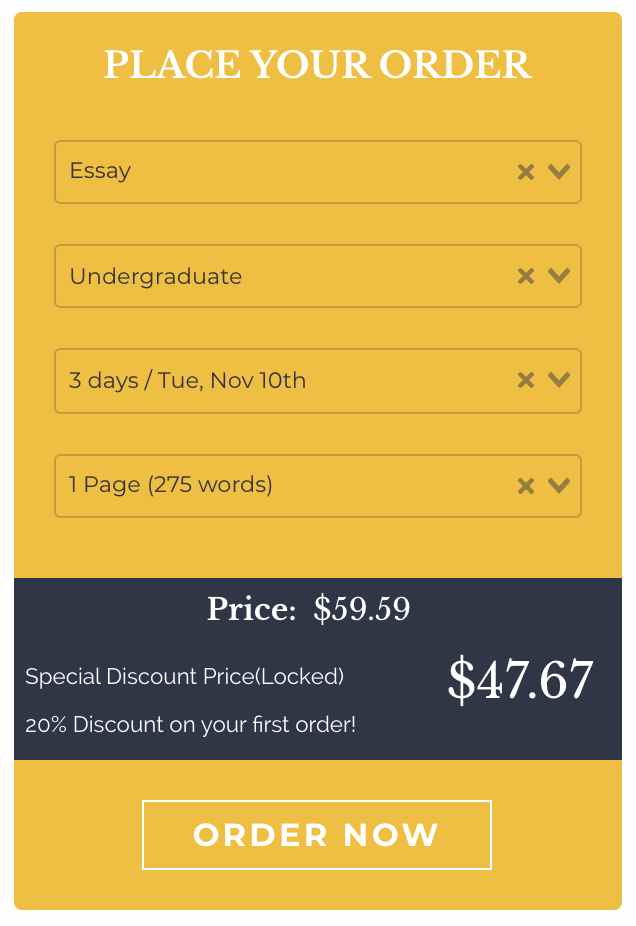 PLACE YOUR ORDER
Essay
Undergraduate
3 days / Tue, Nov 10th
1 Page (275 words)
Price: $59.59
Special Discount Price(Locked)
$47.67
20% Discount on your first order!
ORDER NOW